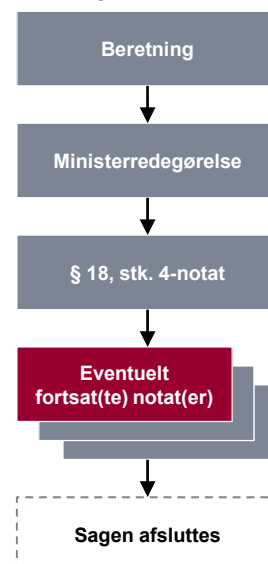 Beretning
Ministerredegørelse
§ 18, stk. 4-notat
Eventuelt
fortsat(te) notat(er)
Sagen afsluttes